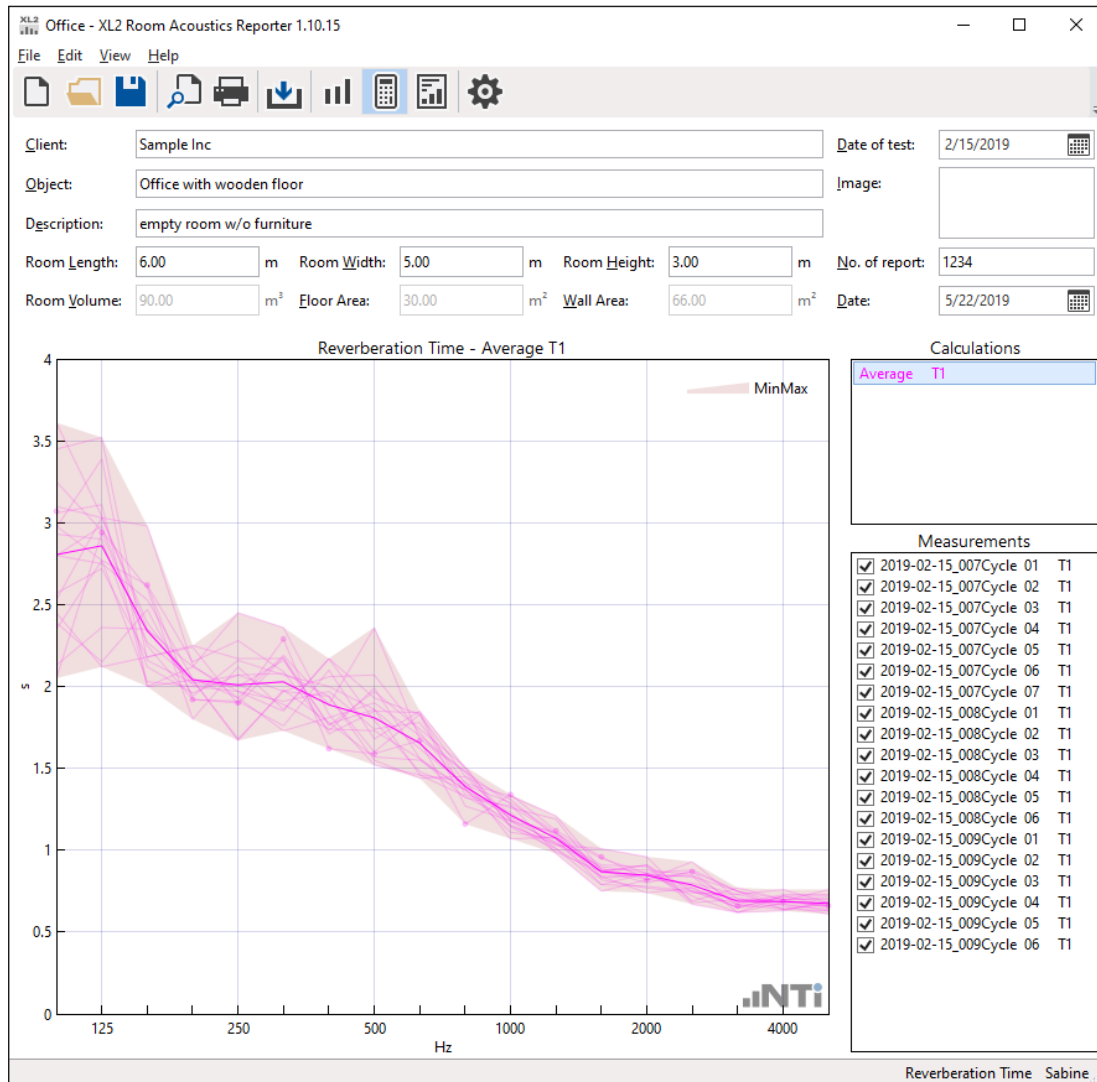 XL2 Office - XL2 Room Acoustics Reporter 1.10.15
File Edit View Help
Client: Sample Inc Date of test: 2/15/2019
Object: Office with wooden floor Image:
Description: empty room w/o furniture
Room Length: 6.00 m Room Width: 5.00 m Room Height: 3.00 m No. of report: 1234
Room Volume: 90.00 m³ Floor Area: 30.00 m² Wall Area: 66.00 m² Date: 5/22/2019
Reverberation Time - Average T1
MinMax
4
3.5
3
2.5
2
s
1.5
1
0.5
0
125 250 500 1000 2000 4000
Hz
NTi
Calculations
Average T1
Measurements
2019-02-15_007Cycle 01 T1
2019-02-15_007Cycle 02 T1
2019-02-15_007Cycle 03 T1
2019-02-15_007Cycle 04 T1
2019-02-15_007Cycle 05 T1
2019-02-15_007Cycle 06 T1
2019-02-15_007Cycle 07 T1
2019-02-15_008Cycle 01 T1
2019-02-15_008Cycle 02 T1
2019-02-15_008Cycle 03 T1
2019-02-15_008Cycle 04 T1
2019-02-15_008Cycle 05 T1
2019-02-15_008Cycle 06 T1
2019-02-15_009Cycle 01 T1
2019-02-15_009Cycle 02 T1
2019-02-15_009Cycle 03 T1
2019-02-15_009Cycle 04 T1
2019-02-15_009Cycle 05 T1
2019-02-15_009Cycle 06 T1
Reverberation Time Sabine